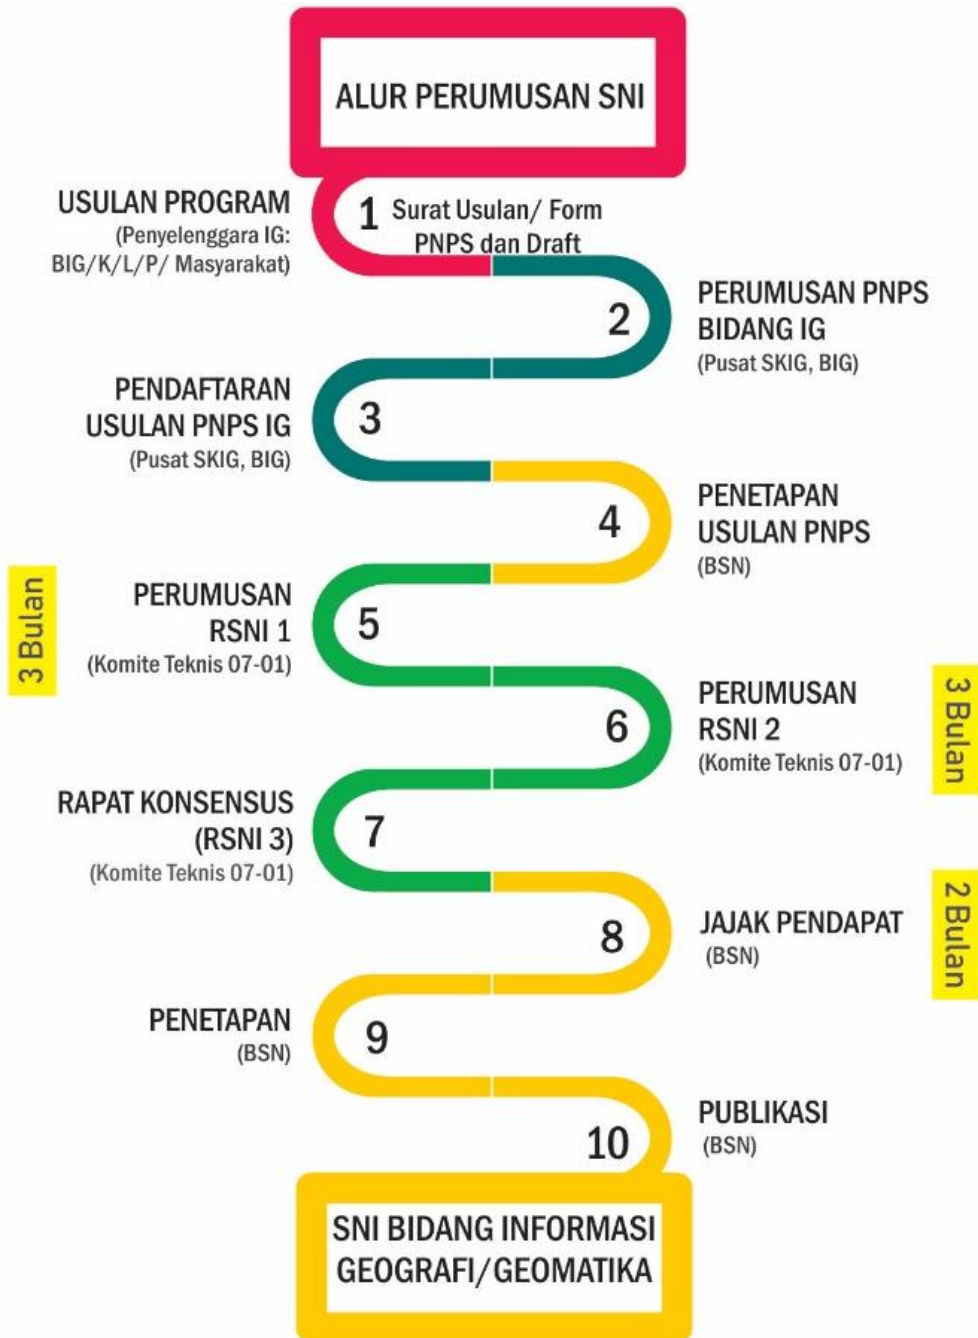 ALUR PERUMUSAN SNI
USULAN PROGRAM
(Penyelenggara IG:
BIG/K/L/P/ Masyarakat)
1
Surat Usulan/ Form
PNPS dan Draft
2
PERUMUSAN PNPS
BIDANG IG
(Pusat SKIG, BIG)
PENDAFTARAN
USULAN PNPS IG
(Pusat SKIG, BIG)
3
4
PENETAPAN
USULAN PNPS
(BSN)
3 Bulan
PERUMUSAN
RSNI 1
(Komite Teknis 07-01)
5
6
PERUMUSAN
RSNI 2
(Komite Teknis 07-01)
3 Bulan
RAPAT KONSENSUS
(RSNI 3)
(Komite Teknis 07-01)
7
8
JAJAK PENDAPAT
(BSN)
2 Bulan
PENETAPAN
(BSN)
9
10
PUBLIKASI
(BSN)
SNI BIDANG INFORMASI
GEOGRAFI/GEOMATIKA